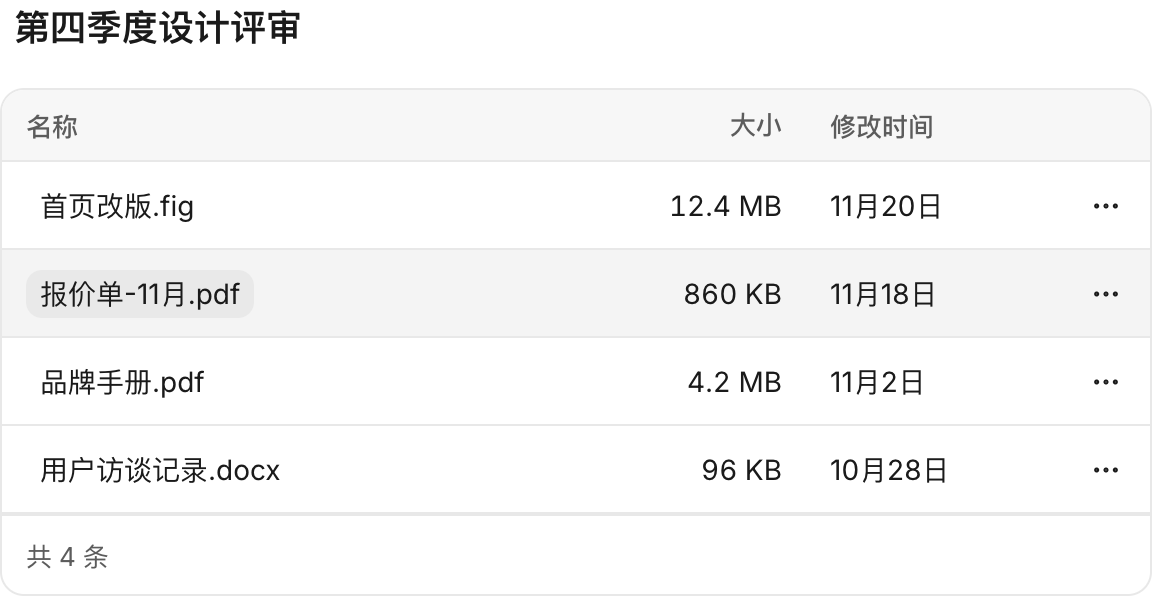 第四季度设计评审
名称 大小 修改时间
首页改版.fig 12.4 MB 11月20日
报价单-11月.pdf 860 KB 11月18日
品牌手册.pdf 4.2 MB 11月2日
用户访谈记录.docx 96 KB 10月28日
共 4 条